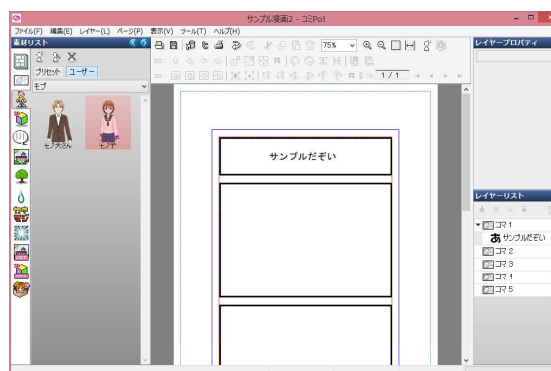 サンプル漫画2 - コミPo!
ファイル(F) 編集(E) レイヤー(L) ページ(P) 表示(V) ツール(T) ヘルプ(H)
素材リスト
レイヤープロパティ
75%
プリセット ユーザー
モブ
1 / 1
モブ子
サンプルだぞい
レイヤーリスト
コマ 1
あ サンプルだぞい
コマ 2
コマ 3
コマ 4
コマ 5